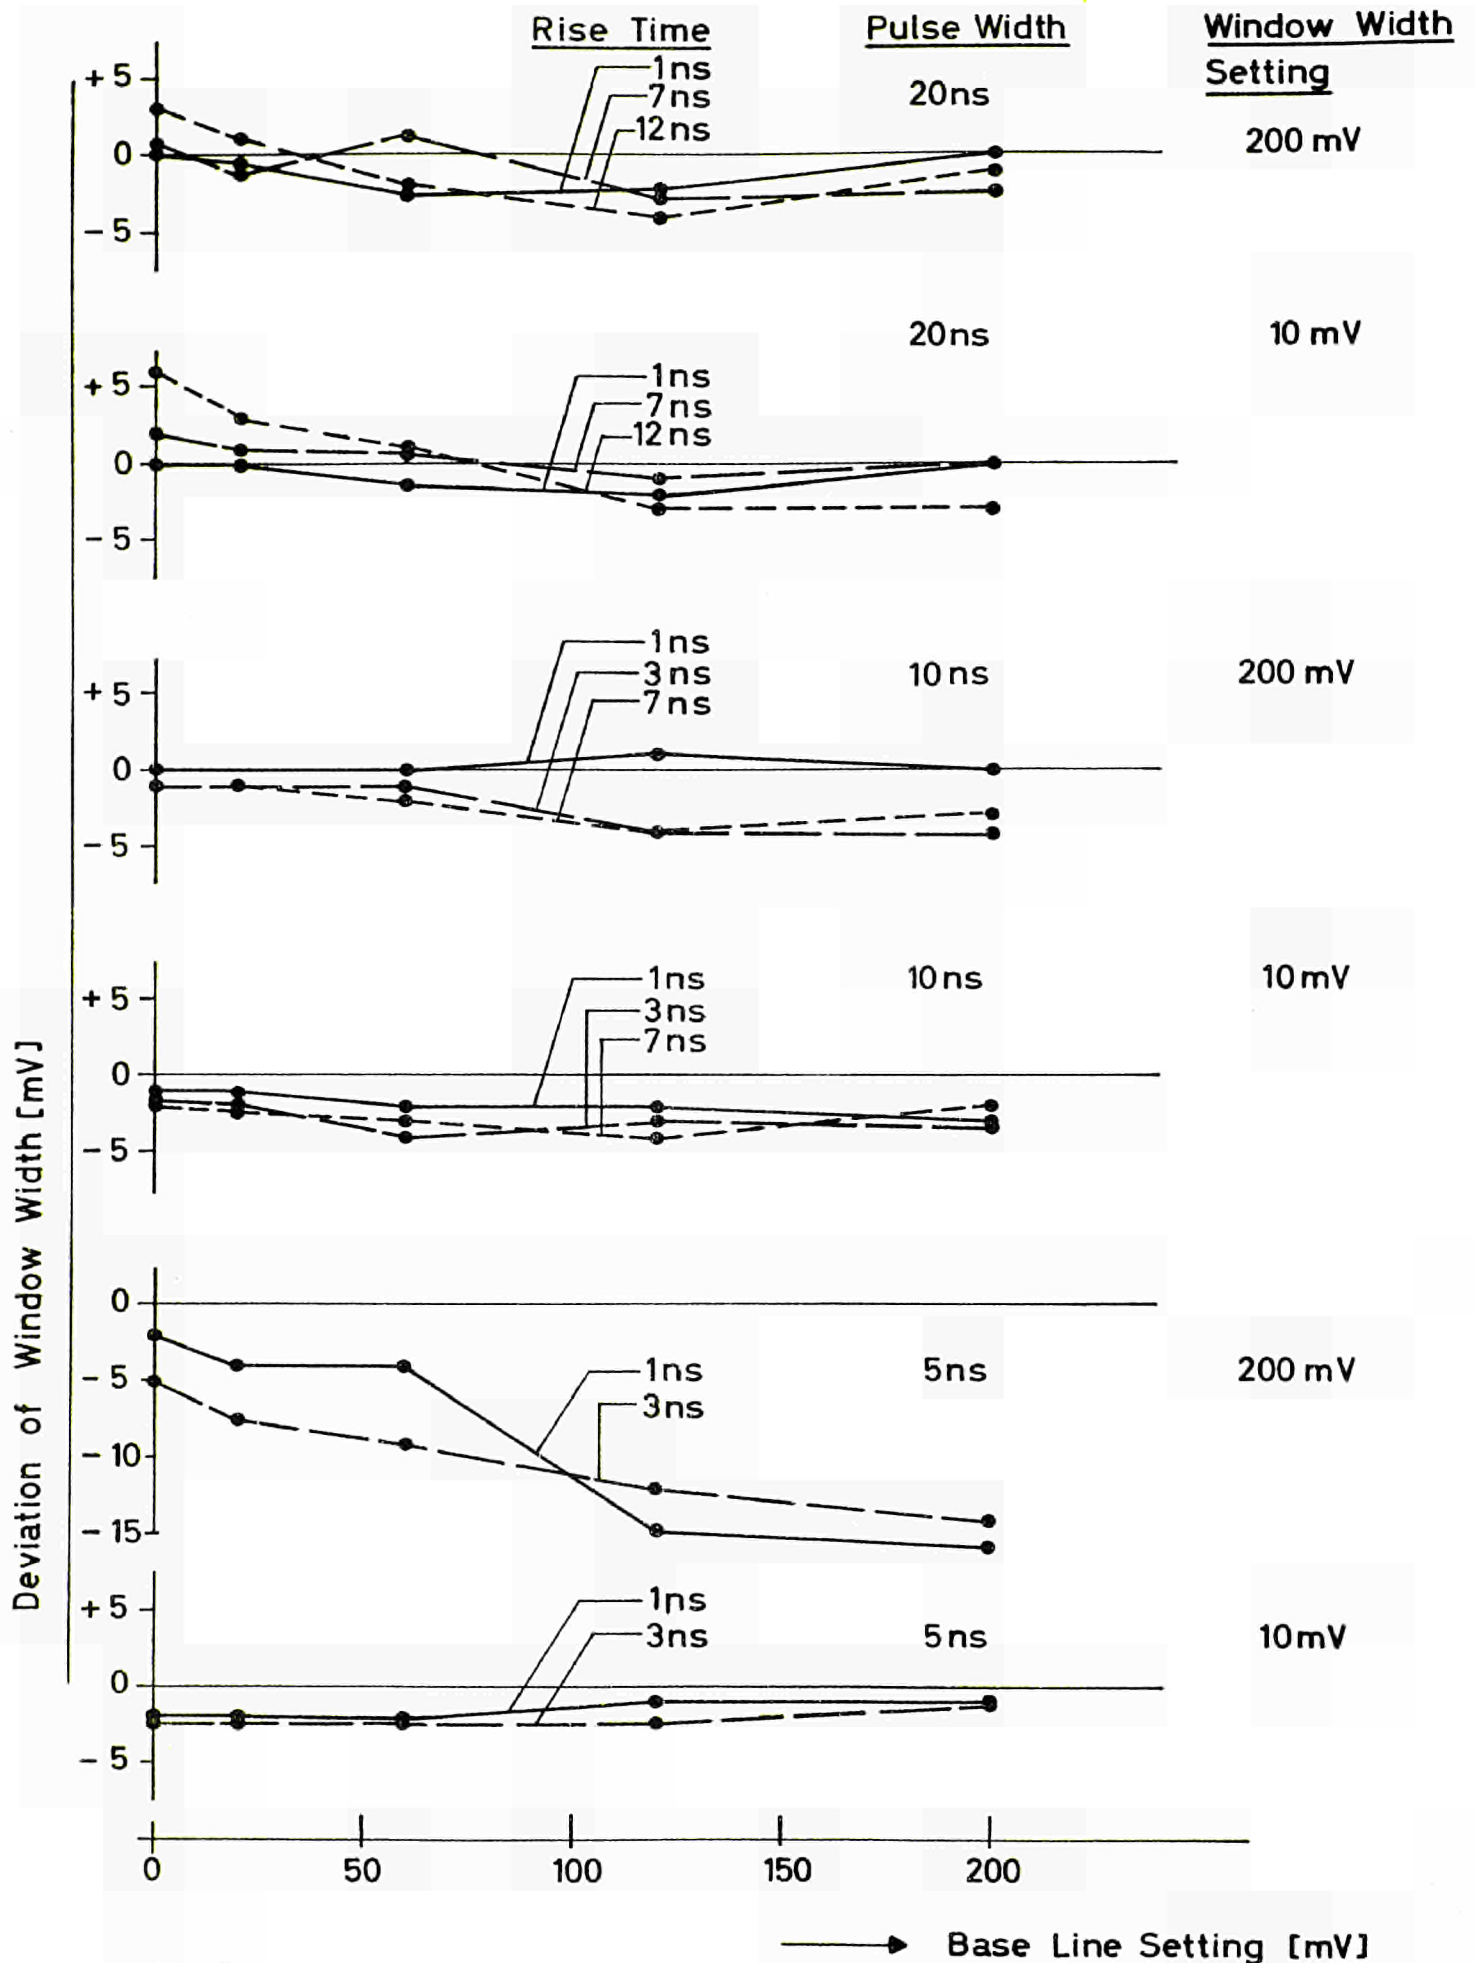 Rise Time Pulse Width Window Width Setting
+ 5 1ns 20ns
7ns
12ns 200 mV
0
- 5
20ns 10 mV
+ 5 1ns
7ns
12ns
0
- 5
1ns
3ns 10ns 200 mV
+ 5 7ns
0
- 5
1ns 10ns 10mV
+ 5 3ns
7ns
0
- 5
0
- 5 1ns 5ns 200 mV
3ns
- 10
- 15
+ 5 1ns
3ns 5ns 10mV
0
- 5
Deviation of Window Width [mV]
0 50 100 150 200
Base Line Setting [mV]